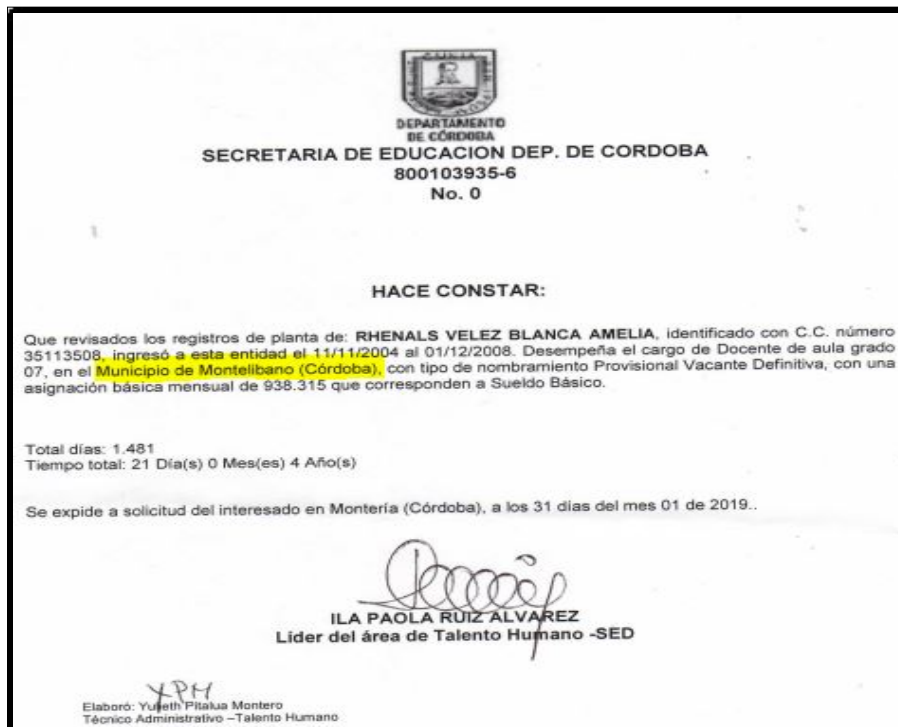 DEPARTAMENTO
DE CÓRDOBA
SECRETARIA DE EDUCACION DEP. DE CORDOBA
800103935-6
No. 0
HACE CONSTAR:
Que revisados los registros de planta de: RHENALS VELEZ BLANCA AMELIA, identificado con C.C. número
35113508, ingresó a esta entidad el 11/11/2004 al 01/12/2008. Desempeña el cargo de Docente de aula grado
07, en el Municipio de Montelibano (Córdoba), con tipo de nombramiento Provisional Vacante Definitiva, con una
asignación básica mensual de 938.315 que corresponden a Sueldo Básico.
Total días: 1.481
Tiempo total: 21 Día(s) 0 Mes(es) 4 Año(s)
Se expide a solicitud del interesado en Montería (Córdoba), a los 31 días del mes 01 de 2019..
ILA PAOLA RUIZ ALVAREZ
Lider del área de Talento Humano -SED
YPM
Elaboró: Yulieth Pitalua Montero
Técnico Administrativo –Talento Humano